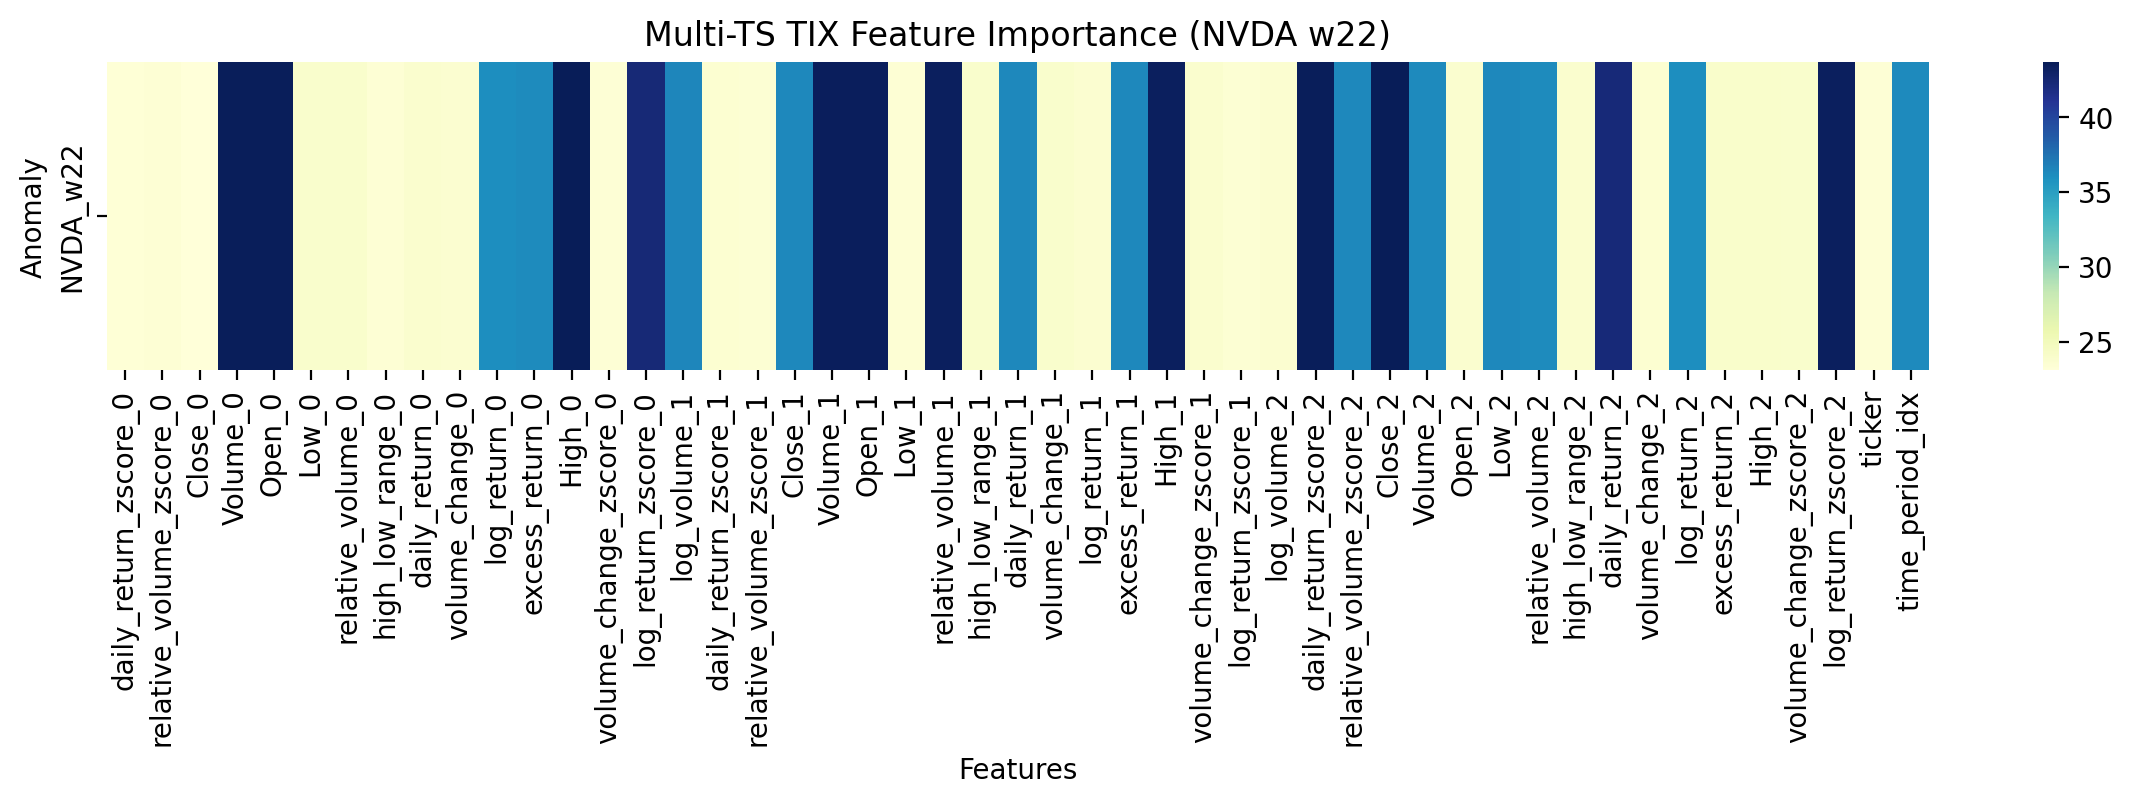 Multi-TS TIX Feature Importance (NVDA w22)
Anomaly
NVDA_w22
daily_return_zscore_0
relative_volume_zscore_0
Close_0
Volume_0
Open_0
Low_0
relative_volume_0
high_low_range_0
daily_return_0
volume_change_0
log_return_0
excess_return_0
High_0
volume_change_zscore_0
log_return_zscore_0
log_volume_1
daily_return_zscore_1
relative_volume_zscore_1
Close_1
Volume_1
Open_1
Low_1
relative_volume_1
high_low_range_1
daily_return_1
volume_change_1
log_return_1
excess_return_1
High_1
volume_change_zscore_1
log_return_zscore_1
log_volume_2
daily_return_zscore_2
relative_volume_zscore_2
Close_2
Volume_2
Open_2
Low_2
relative_volume_2
high_low_range_2
daily_return_2
volume_change_2
log_return_2
excess_return_2
High_2
volume_change_zscore_2
log_return_zscore_2
ticker
time_period_idx
Features
40
35
30
25